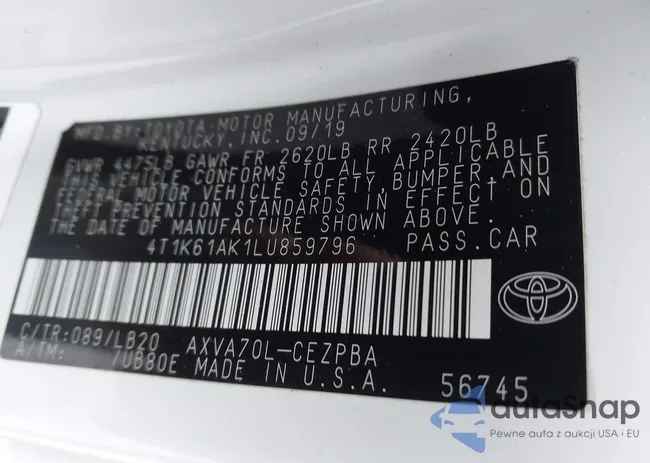 MFD.BY:TOYOTA MOTOR MANUFACTURING,
KENTUCKY,INC.09/19
GVWR 4475LB GAWR FR 2620LB RR 2420LB
THIS VEHICLE CONFORMS TO ALL APPLICABLE
FEDERAL MOTOR VEHICLE SAFETY,BUMPER,AND
THEFT PREVENTION STANDARDS IN EFFECT ON
THE DATE OF MANUFACTURE SHOWN ABOVE.
4T1K61AK1LU859796 PASS.CAR
C/TR:089/LB20 AXVA70L-CEZPBA
A/TM: 7UB80E MADE IN U.S.A. 56745
autaSnap
Pewne auta z aukcji USA i EU